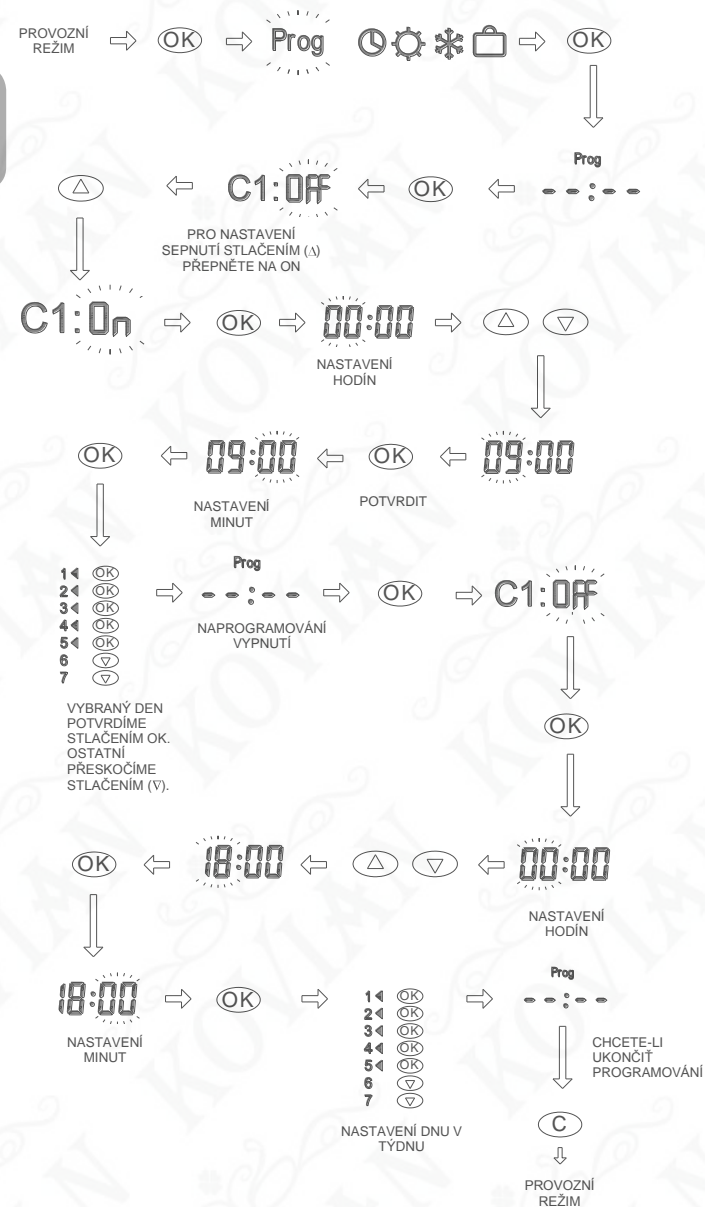 PROVOZNÍ
REŽIM
OK
Prog
OK
Prog
--:--
OK
C1:OFF
PRO NASTAVENÍ
SEPNUTÍ STLAČENÍM (∆)
PŘEPNĚTE NA ON
C1:On
OK
00:00
NASTAVENÍ
HODÍN
09:00
OK
POTVRDIT
09:00
NASTAVENÍ
MINUT
OK
1 OK
2 OK
3 OK
4 OK
5 OK
6
7
VYBRANÝ DEN
POTVRDÍME
STLAČENÍM OK.
OSTATNÍ
PŘESKOČÍME
STLAČENÍM (∇).
Prog
--:--
NAPROGRAMOVÁNÍ
VYPNUTÍ
OK
C1:OFF
OK
00:00
NASTAVENÍ
HODÍN
18:00
OK
18:00
NASTAVENÍ
MINUT
OK
1 OK
2 OK
3 OK
4 OK
5 OK
6
7
NASTAVENÍ DNU V
TÝDNU
Prog
--:--
CHCETE-LI
UKONČIŤ
PROGRAMOVÁNÍ
C
PROVOZNÍ
REŽIM
KOVIAN